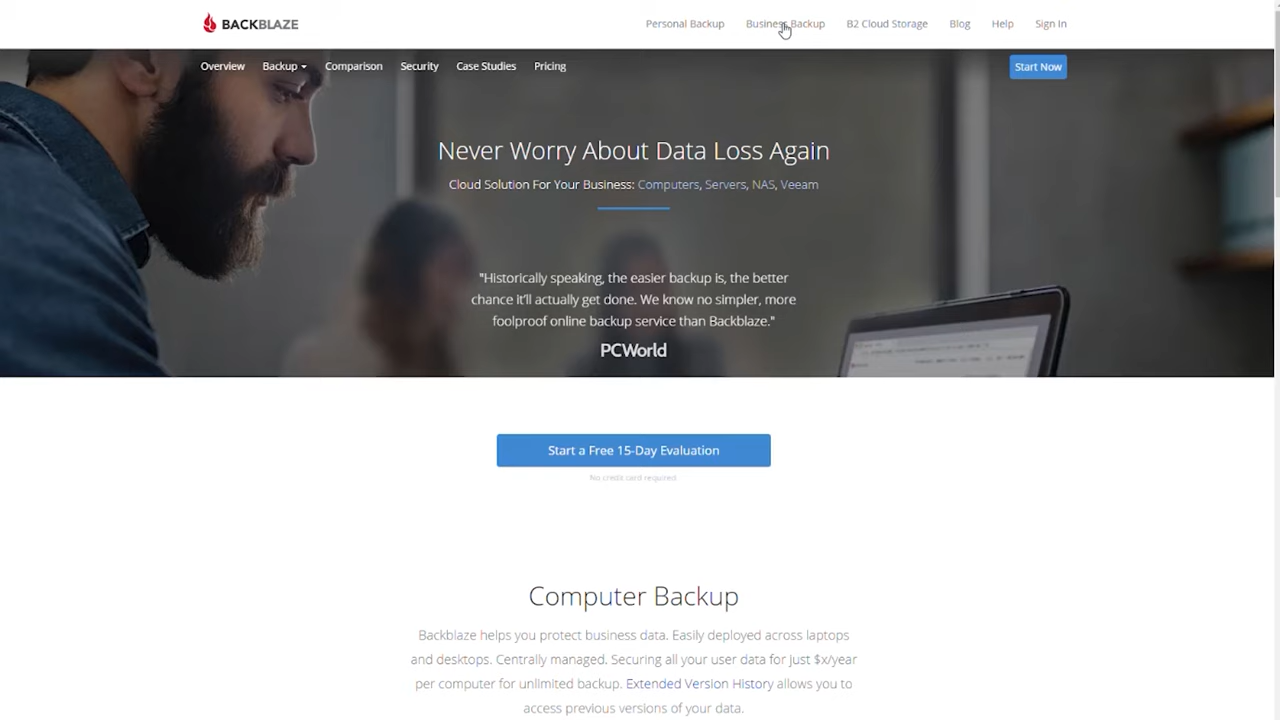 BACKBLAZE
Personal Backup Business Backup B2 Cloud Storage Blog Help Sign In
Overview Backup Comparison Security Case Studies Pricing Start Now
Never Worry About Data Loss Again
Cloud Solution For Your Business: Computers, Servers, NAS, Veeam
"Historically speaking, the easier backup is, the better
chance it'll actually get done. We know no simpler, more
foolproof online backup service than Backblaze."
PCWorld
Start a Free 15-Day Evaluation
No credit card required
Computer Backup
Backblaze helps you protect business data. Easily deployed across laptops
and desktops. Centrally managed. Securing all your user data for just $x/year
per computer for unlimited backup. Extended Version History allows you to
access previous versions of your data.